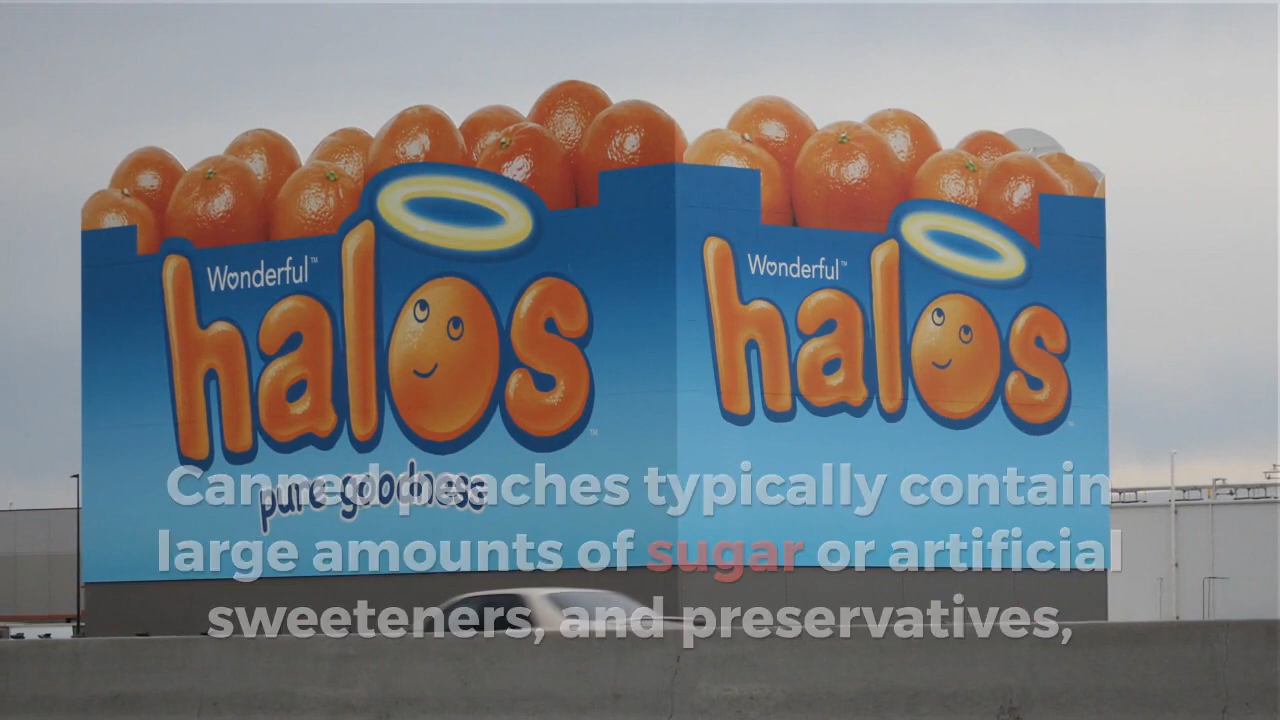 Wonderful™
halos
™
pure goodness
Wonderful™
halos
Canned peaches typically contain
large amounts of sugar or artificial
sweeteners, and preservatives,